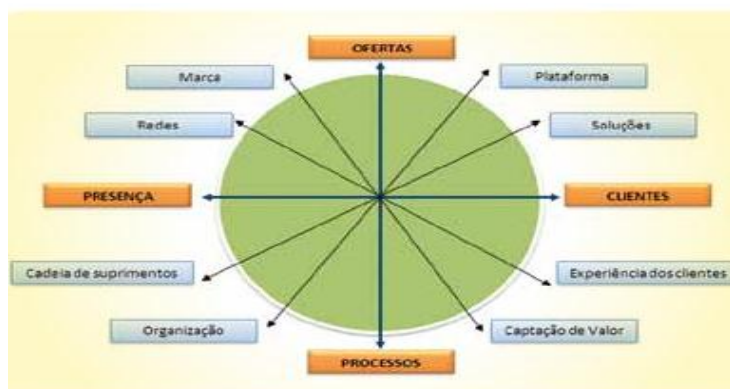 OFERTAS
Marca
Plataforma
Redes
Soluções
PRESENÇA
CLIENTES
Cadeia de suprimentos
Experiência dos clientes
Organização
Captação de Valor
PROCESSOS